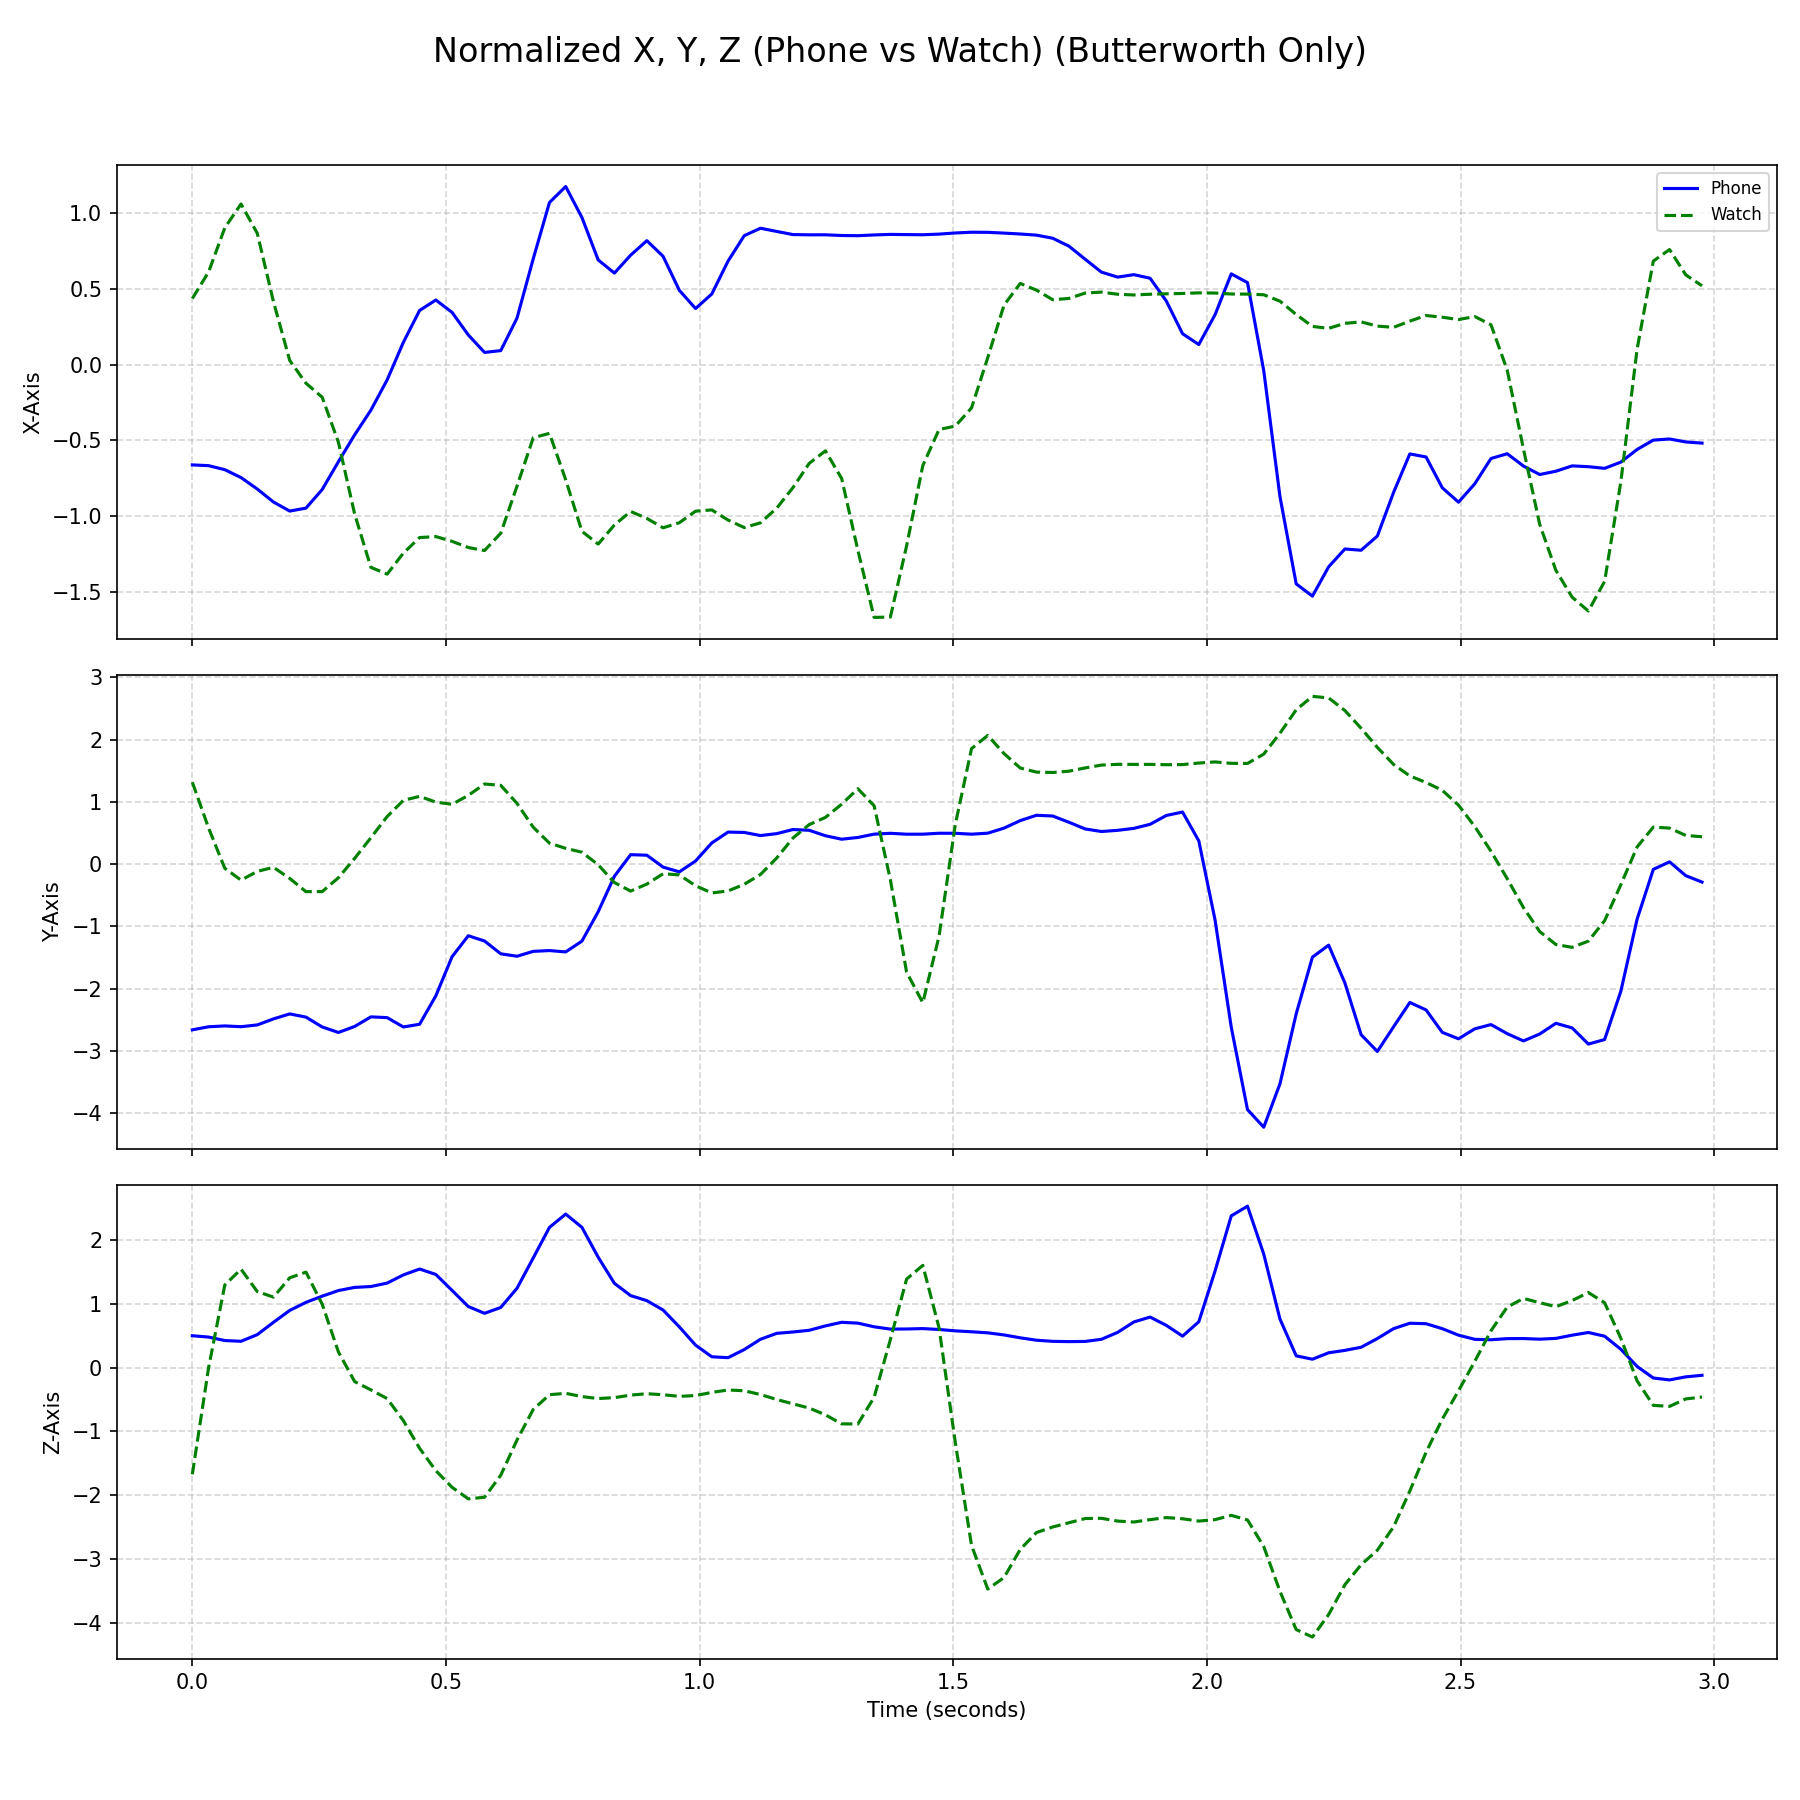 Normalized X, Y, Z (Phone vs Watch) (Butterworth Only)
Phone
Watch
1.0
0.5
0.0
−0.5
−1.0
−1.5
X-Axis
3
2
1
0
−1
−2
−3
−4
Y-Axis
2
1
0
−1
−2
−3
−4
Z-Axis
0.0 0.5 1.0 1.5 2.0 2.5 3.0
Time (seconds)